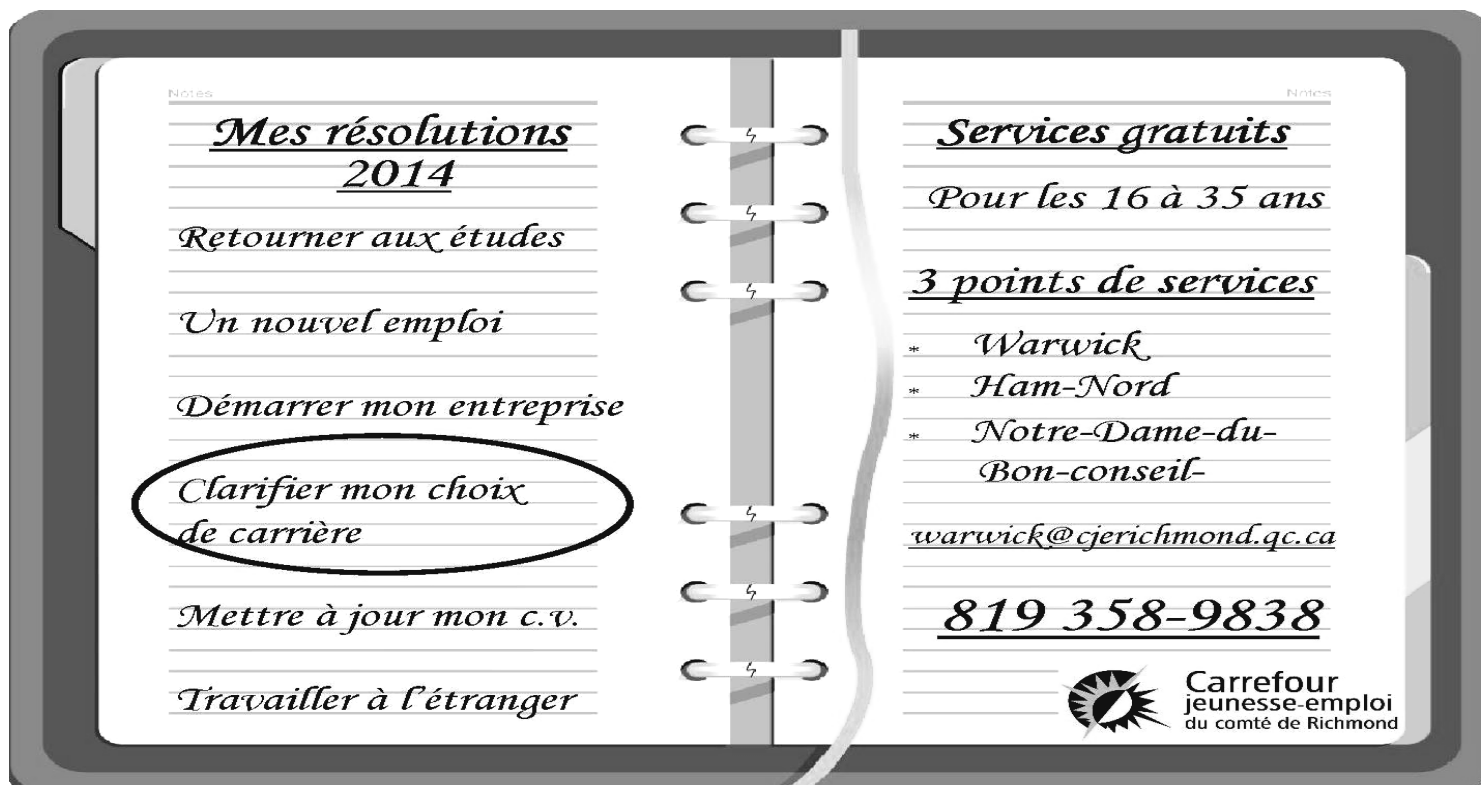 Notes
Mes résolutions
2014
Retourner aux études
Un nouvel emploi
Démarrer mon entreprise
Clarifier mon choix
de carrière
Mettre à jour mon c.v.
Travailler à l'étranger
Notes
Services gratuits
Pour les 16 à 35 ans
3 points de services
* Warwick
* Ham-Nord
* Notre-Dame-du-
Bon-conseil-
warwick@cjerichmond.qc.ca
819 358-9838
Carrefour
jeunesse-emploi
du comté de Richmond